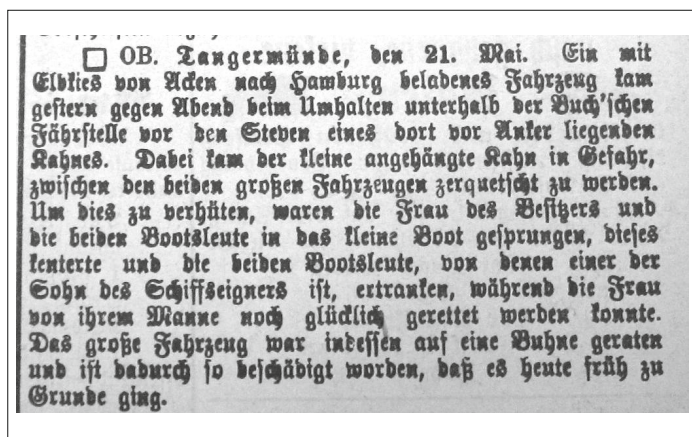 OB. Tangermünde, den 21. Mai. Ein mit
Elbkies von Acken nach Hamburg beladenes Fahrzeug kam
gestern gegen Abend beim Umhalten unterhalb der Buch'schen
Fährstelle vor den Steven eines dort vor Anker liegenden
Kahnes. Dabei kam der kleine angehängte Kahn in Gefahr,
zwischen den beiden großen Fahrzeugen zerquetscht zu werden.
Um dies zu verhüten, waren die Frau des Besitzers und
die beiden Bootsleute in das kleine Boot gesprungen, dieses
kenterte und die beiden Bootsleute, von denen einer der
Sohn des Schiffseigners ist, ertranken, während die Frau
von ihrem Manne noch glücklich gerettet werden konnte.
Das große Fahrzeug war indessen auf eine Buhne geraten
und ist dadurch so beschädigt worden, daß es heute früh zu
Grunde ging.